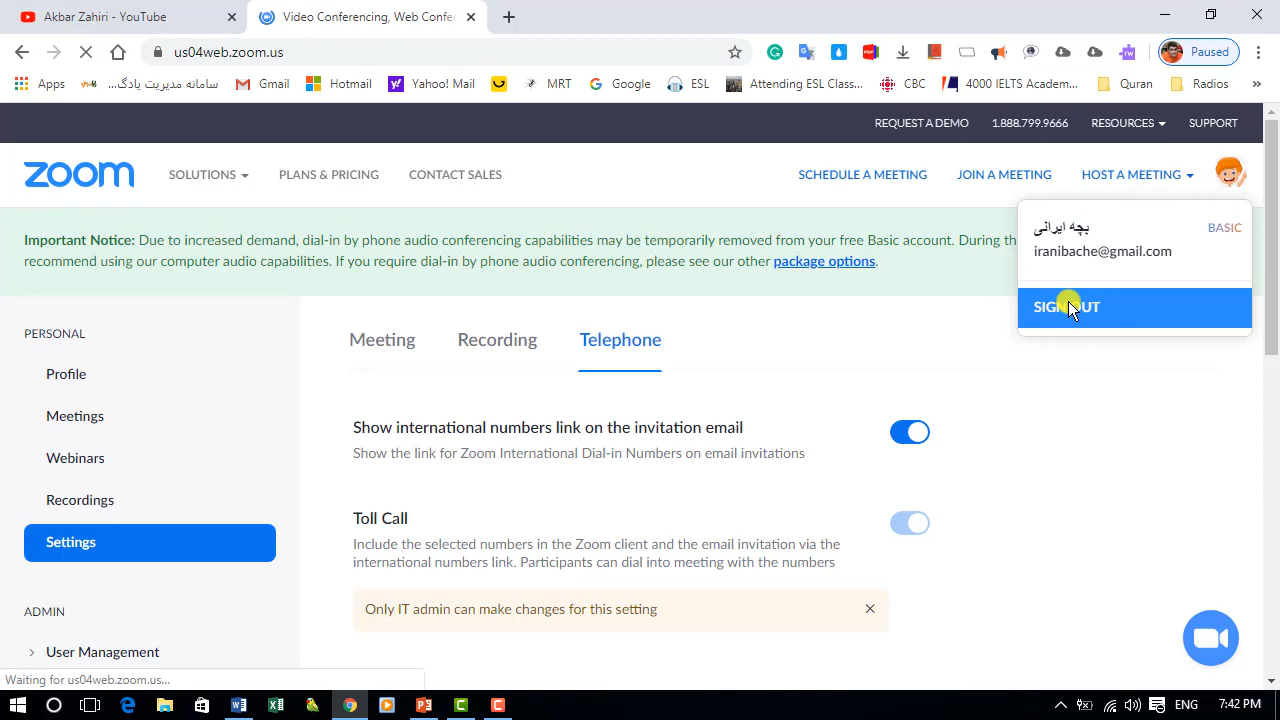 Akbar Zahiri - YouTube
Video Conferencing, Web Confer
us04web.zoom.us
Paused
Apps
سامانه مدیریت یادگ...
Gmail
Hotmail
Yahoo! Mail
MRT
Google
ESL
Attending ESL Class...
CBC
4000 IELTS Academ...
Quran
Radios
REQUEST A DEMO
1.888.799.9666
RESOURCES
SUPPORT
zoom
SOLUTIONS
PLANS & PRICING
CONTACT SALES
SCHEDULE A MEETING
JOIN A MEETING
HOST A MEETING
Important Notice: Due to increased demand, dial-in by phone audio conferencing capabilities may be temporarily removed from your free Basic account. During th
recommend using our computer audio capabilities. If you require dial-in by phone audio conferencing, please see our other package options.
بچه ایرانی
BASIC
iranibache@gmail.com
SIGN OUT
PERSONAL
Profile
Meetings
Webinars
Recordings
Settings
ADMIN
User Management
Meeting
Recording
Telephone
Show international numbers link on the invitation email
Show the link for Zoom International Dial-in Numbers on email invitations
Toll Call
Include the selected numbers in the Zoom client and the email invitation via the
international numbers link. Participants can dial into meeting with the numbers
Only IT admin can make changes for this setting
Waiting for us04web.zoom.us...
ENG
7:42 PM